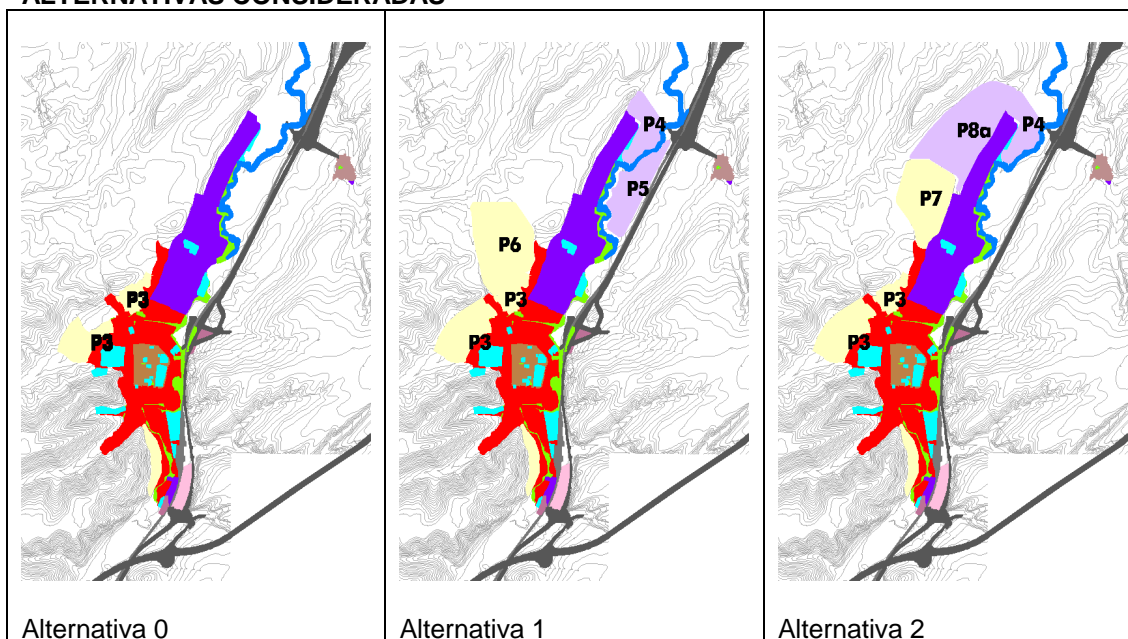 ALTERNATIVAS CONSIDERADAS
P3
P3
Alternativa 0
P4
P5
P6
P3
P3
Alternativa 1
P8a
P4
P7
P3
P3
Alternativa 2